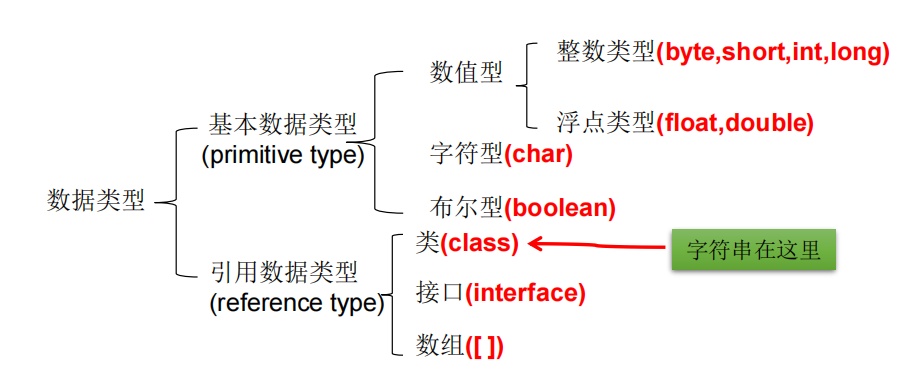 数据类型
基本数据类型
(primitive type)
数值型
整数类型(byte,short,int,long)
浮点类型(float,double)
字符型(char)
布尔型(boolean)
引用数据类型
(reference type)
类(class)
字符串在这里
接口(interface)
数组([ ])